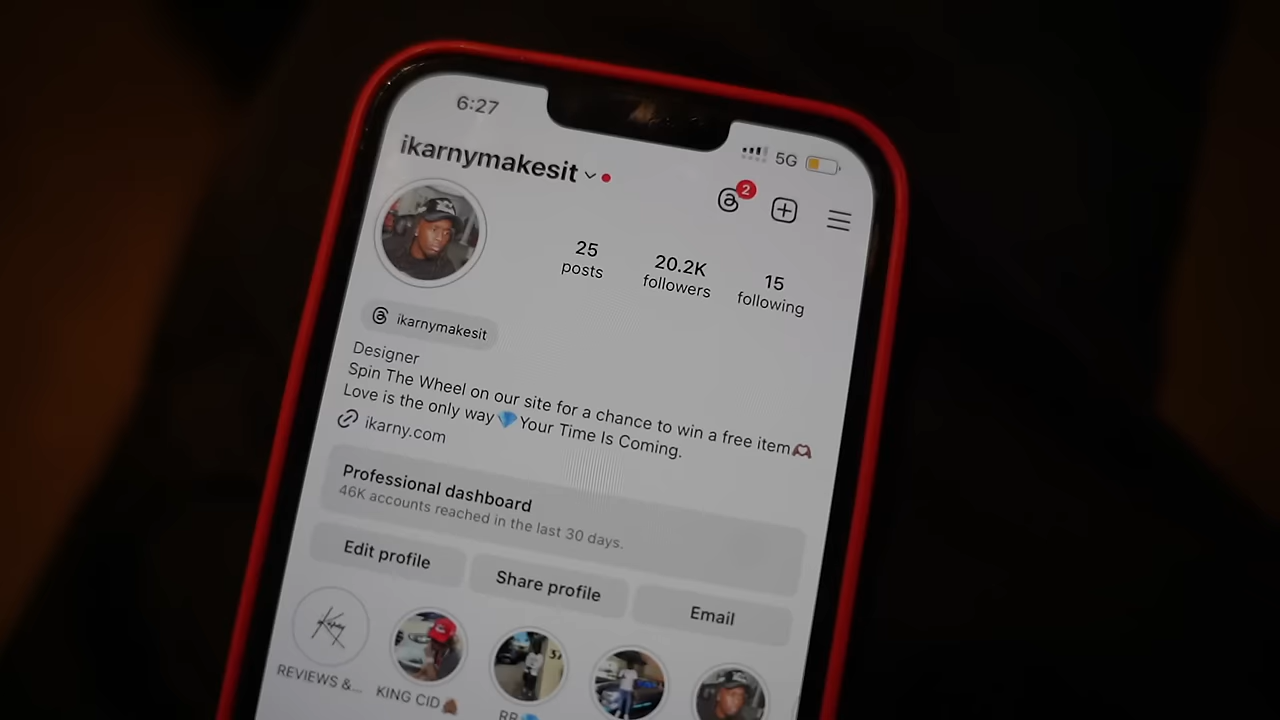 6:27
5G
ikarnymakesit
2
25
posts
20.2K
followers
15
following
ikarnymakesit
Designer
Spin The Wheel on our site for a chance to win a free item🫶🏾
Love is the only way 💎Your Time Is Coming.
ikarny.com
Professional dashboard
46K accounts reached in the last 30 days.
Edit profile
Share profile
Email
REVIEWS &...
KING CID
RR💎